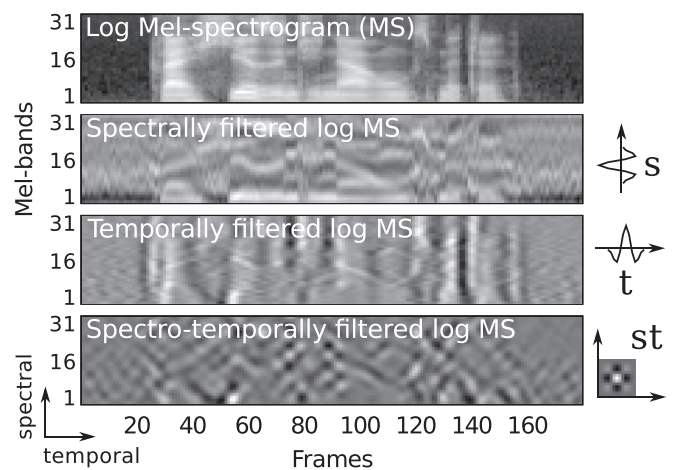 31
Log Mel-spectrogram (MS)
16
1
31
Spectrally filtered log MS
16
1
s
Mel-bands
31
Temporally filtered log MS
16
1
t
31
Spectro-temporally filtered log MS
16
1
st
spectral
temporal
20 40 60 80 100 120 140 160
Frames